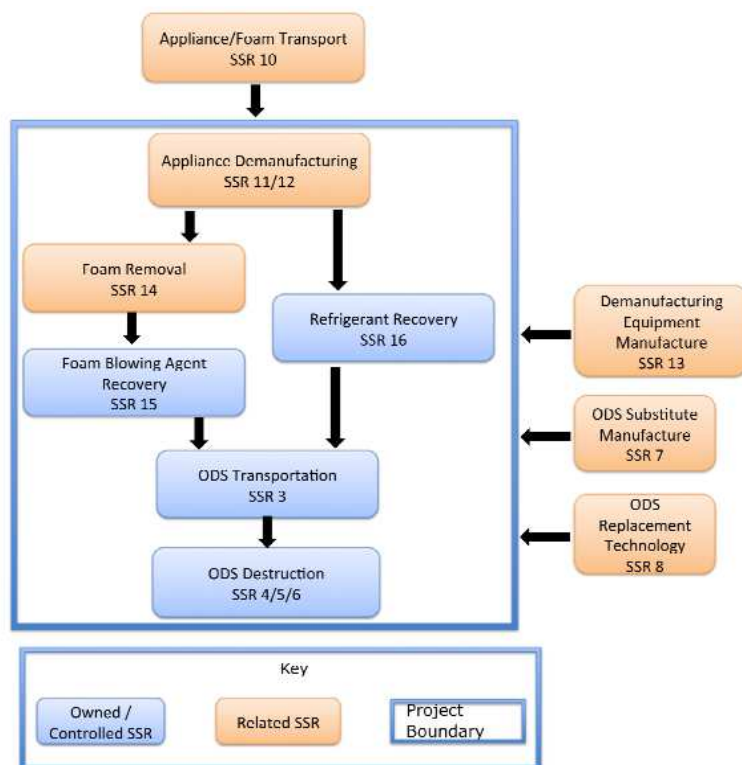 Appliance/Foam Transport
SSR 10
Appliance Demanufacturing
SSR 11/12
Foam Removal
SSR 14
Refrigerant Recovery
SSR 16
Foam Blowing Agent
Recovery
SSR 15
ODS Transportation
SSR 3
ODS Destruction
SSR 4/5/6
Demanufacturing
Equipment
Manufacture
SSR 13
ODS Substitute
Manufacture
SSR 7
ODS
Replacement
Technology
SSR 8
Key
Owned /
Controlled SSR
Related SSR
Project
Boundary